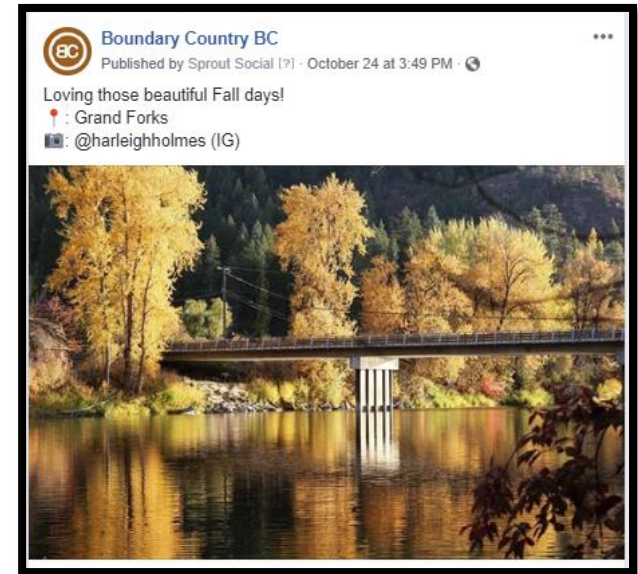 BC
Boundary Country BC
Published by Sprout Social [?] · October 24 at 3:49 PM ·
Loving those beautiful Fall days!
📍: Grand Forks
📷: @harleighholmes (IG)